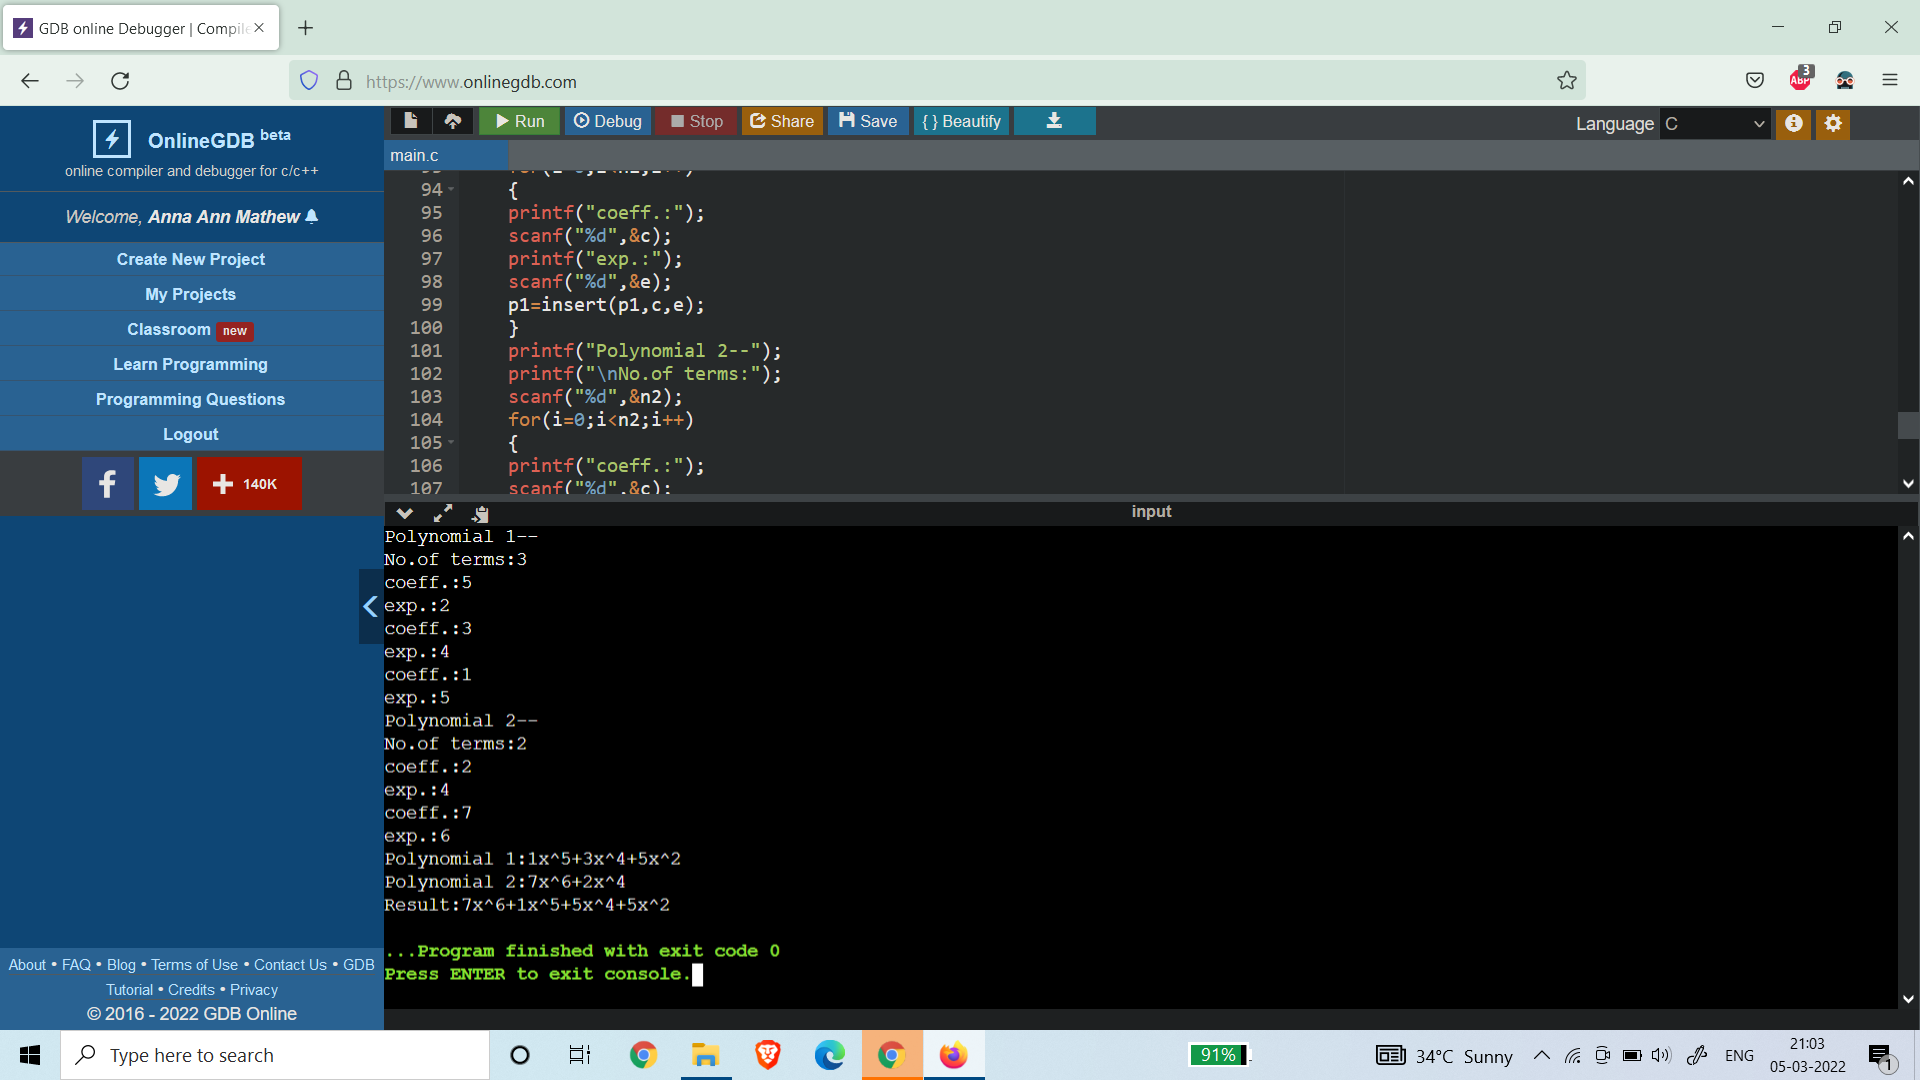 GDB online Debugger | Compile
https://www.onlinegdb.com
3
ABP
OnlineGDB beta
online compiler and debugger for c/c++
Welcome, Anna Ann Mathew
Create New Project
My Projects
Classroom new
Learn Programming
Programming Questions
Logout
140K
About • FAQ • Blog • Terms of Use • Contact Us • GDB
Tutorial • Credits • Privacy
© 2016 - 2022 GDB Online
Run Debug Stop Share Save { } Beautify
Language C
main.c
94 {
95 printf("coeff.:");
96 scanf("%d",&c);
97 printf("exp.:");
98 scanf("%d",&e);
99 p1=insert(p1,c,e);
100 }
101 printf("Polynomial 2--");
102 printf("\nNo.of terms:");
103 scanf("%d",&n2);
104 for(i=0;i<n2;i++)
105 {
106 printf("coeff.:");
107 scanf("%d",&c);
input
Polynomial 1--
No.of terms:3
coeff.:5
exp.:2
coeff.:3
exp.:4
coeff.:1
exp.:5
Polynomial 2--
No.of terms:2
coeff.:2
exp.:4
coeff.:7
exp.:6
Polynomial 1:1x^5+3x^4+5x^2
Polynomial 2:7x^6+2x^4
Result:7x^6+1x^5+5x^4+5x^2
...Program finished with exit code 0
Press ENTER to exit console.
Type here to search
91%
34°C Sunny
ENG
21:03
05-03-2022
1